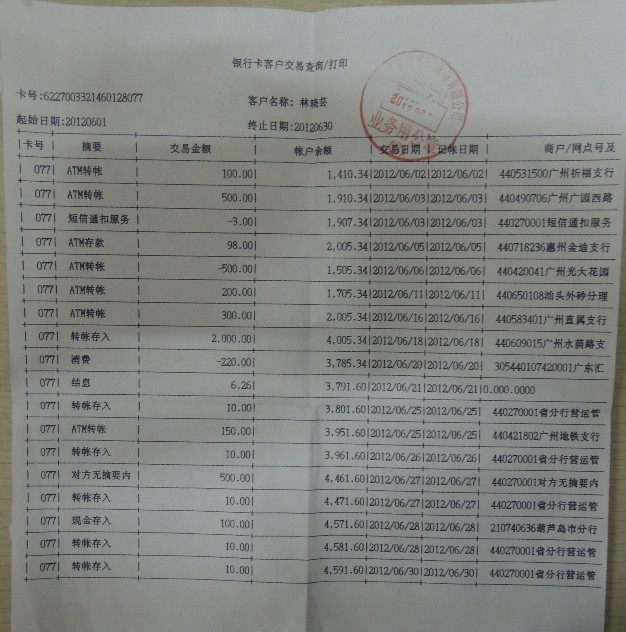 银行卡客户交易查询/打印
卡号:6227003321460128077 客户名称: 林晓芸
起始日期:20120601 终止日期:20120630
业务用公章
卡号| 摘要 | 交易金额 | 帐户余额 |交易日期|记帐日期| 商户/网点号及
077| ATM转帐 | 100.00| 1,410.34|2012/06/02|2012/06/02| 440531500广州祈福支行
077| ATM转帐 | 500.00| 1,910.34|2012/06/03|2012/06/03| 440490706广州广园西路
077| 短信通扣服务 | -3.00| 1,907.34|2012/06/03|2012/06/03| 440270001短信通扣服务
077| ATM存款 | 98.00| 2,005.34|2012/06/05|2012/06/05| 440718236惠州金迪支行
077| ATM转帐 | -500.00| 1,505.34|2012/06/06|2012/06/06| 440420041广州光大花园
077| ATM转帐 | 200.00| 1,705.34|2012/06/11|2012/06/11| 440650108汕头外砂分理
077| ATM转帐 | 300.00| 2,005.34|2012/06/16|2012/06/16| 440583401广州直属支行
077| 转帐存入 | 2,000.00| 4,005.34|2012/06/18|2012/06/18| 440609015广州水荫路支
077| 消费 | -220.00| 3,785.34|2012/06/20|2012/06/20| 305440107420001广东汇
077| 结息 | 6.26| 3,791.60|2012/06/21|2012/06/21|0.000.0000
077| 转帐存入 | 10.00| 3,801.60|2012/06/25|2012/06/25| 440270001省分行营运管
077| ATM转帐 | 150.00| 3,951.60|2012/06/25|2012/06/25| 440421802广州地铁支行
077| 转帐存入 | 10.00| 3,961.60|2012/06/26|2012/06/26| 440270001省分行营运管
077| 对方无摘要内 | 500.00| 4,461.60|2012/06/27|2012/06/27| 440270001对方无摘要内
077| 转帐存入 | 10.00| 4,471.60|2012/06/27|2012/06/27| 440270001省分行营运管
077| 现金存入 | 100.00| 4,571.60|2012/06/28|2012/06/28| 210740636葫芦岛市分行
077| 转帐存入 | 10.00| 4,581.60|2012/06/28|2012/06/28| 440270001省分行营运管
077| 转帐存入 | 10.00| 4,591.60|2012/06/30|2012/06/30| 440270001省分行营运管